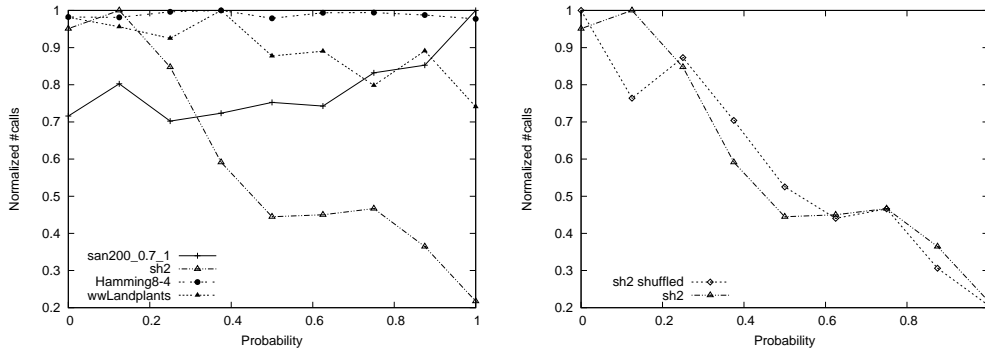 1
0.9
0.8
0.7
0.6
0.5
0.4
0.3
0.2
Normalized #calls
san200_0.7_1
sh2
Hamming8-4
wwLandplants
0 0.2 0.4 0.6 0.8 1
Probability
1
0.9
0.8
0.7
0.6
0.5
0.4
0.3
0.2
Normalized #calls
sh2 shuffled
sh2
0 0.2 0.4 0.6 0.8
Probability